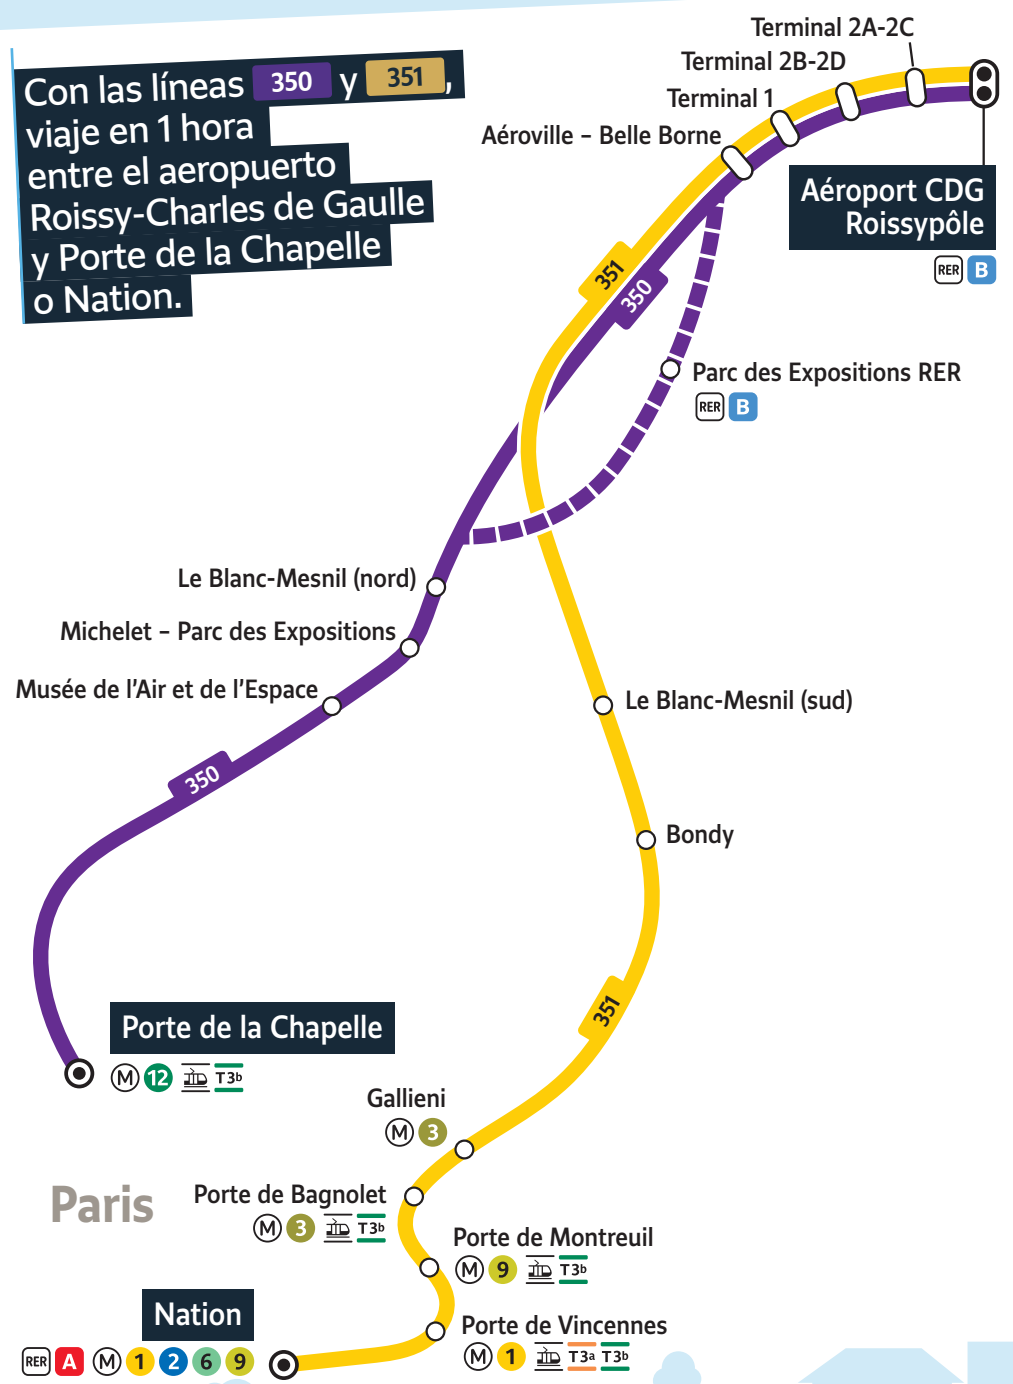 Con las líneas 350 y 351,
viaje en 1 hora
entre el aeropuerto
Roissy-Charles de Gaulle
y Porte de la Chapelle
o Nation.
Terminal 2A-2C
Terminal 2B-2D
Terminal 1
Aéroville – Belle Borne
Aéroport CDG
Roissypôle
RER B
351
350
Parc des Expositions RER
RER B
Le Blanc-Mesnil (nord)
Michelet – Parc des Expositions
Musée de l'Air et de l'Espace
Le Blanc-Mesnil (sud)
350
Bondy
351
Porte de la Chapelle
M 12 T3b
Gallieni
M 3
Paris
Porte de Bagnolet
M 3 T3b
Porte de Montreuil
M 9 T3b
Nation
RER A M 1 2 6 9
Porte de Vincennes
M 1 T3a T3b